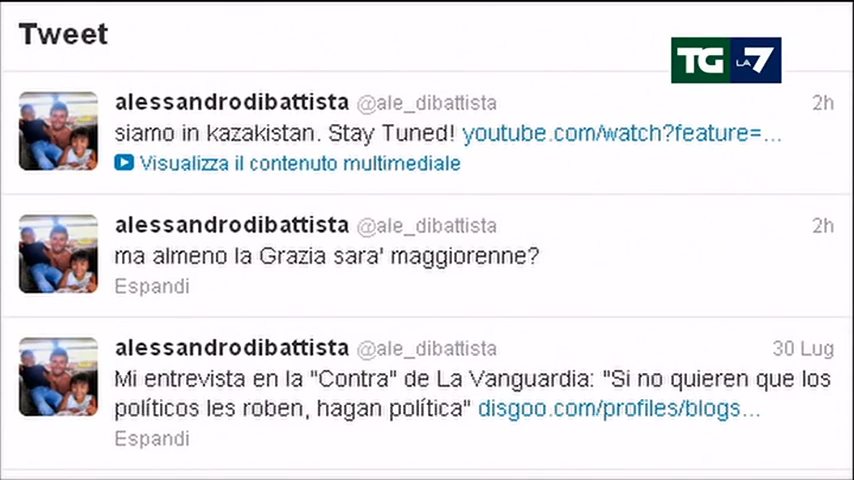 Tweet
TG LA 7
alessandrodibattista @ale_dibattista 2h
siamo in kazakistan. Stay Tuned! youtube.com/watch?feature=...
Visualizza il contenuto multimediale
alessandrodibattista @ale_dibattista 2h
ma almeno la Grazia sara' maggiorenne?
Espandi
alessandrodibattista @ale_dibattista 30 Lug
Mi entrevista en la "Contra" de La Vanguardia: "Si no quieren que los
políticos les roben, hagan política" disgoo.com/profiles/blogs...
Espandi